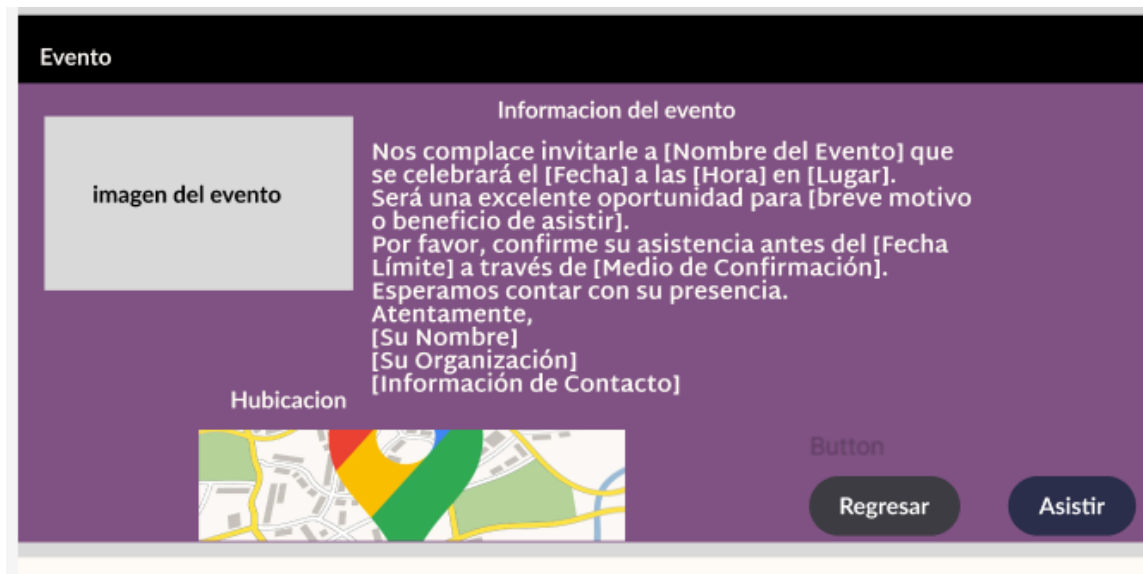 Evento
Informacion del evento
imagen del evento
Nos complace invitarle a [Nombre del Evento] que
se celebrará el [Fecha] a las [Hora] en [Lugar].
Será una excelente oportunidad para [breve motivo
o beneficio de asistir].
Por favor, confirme su asistencia antes del [Fecha
Límite] a través de [Medio de Confirmación].
Esperamos contar con su presencia.
Atentamente,
[Su Nombre]
[Su Organización]
[Información de Contacto]
Hubicacion
Button
Regresar
Asistir